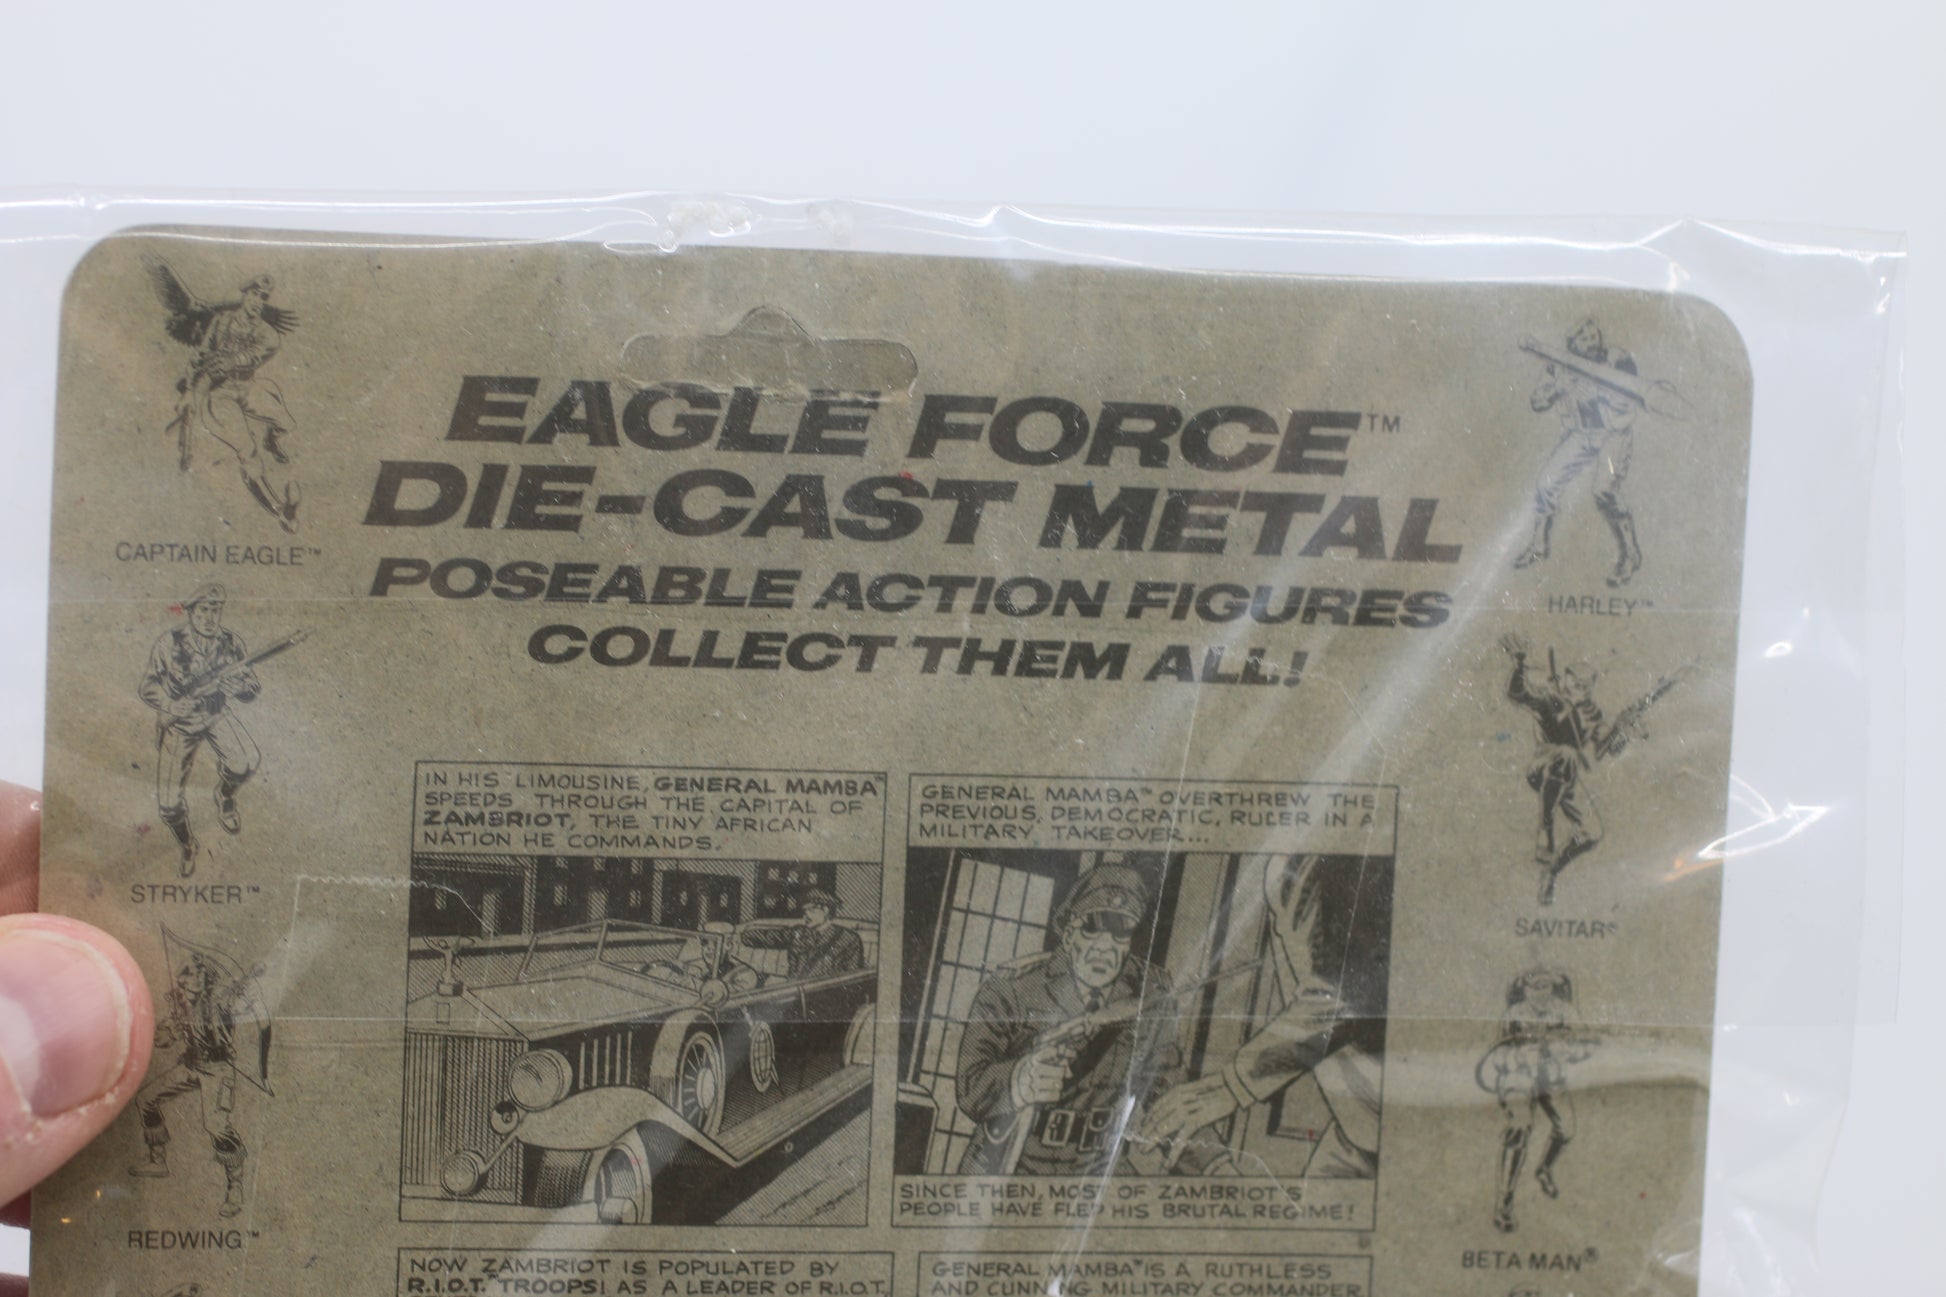 EAGLE FORCE™
DIE-CAST METAL
POSEABLE ACTION FIGURES
COLLECT THEM ALL!
CAPTAIN EAGLE™
STRYKER™
REDWING™
HARLEY™
SAVITAR®
BETA MAN®
IN HIS LIMOUSINE, GENERAL MAMBA™
SPEEDS THROUGH THE CAPITAL OF
ZAMBRIOT, THE TINY AFRICAN
NATION HE COMMANDS.
GENERAL MAMBA™ OVERTHREW THE
PREVIOUS, DEMOCRATIC, RULER IN A
MILITARY TAKEOVER...
SINCE THEN, MOST OF ZAMBRIOT'S
PEOPLE HAVE FLED HIS BRUTAL REGIME!
NOW ZAMBRIOT IS POPULATED BY
R.I.O.T.™ TROOPS! AS A LEADER OF R.I.O.T.
GENERAL MAMBA™ IS A RUTHLESS
AND CUNNING MILITARY COMMANDER